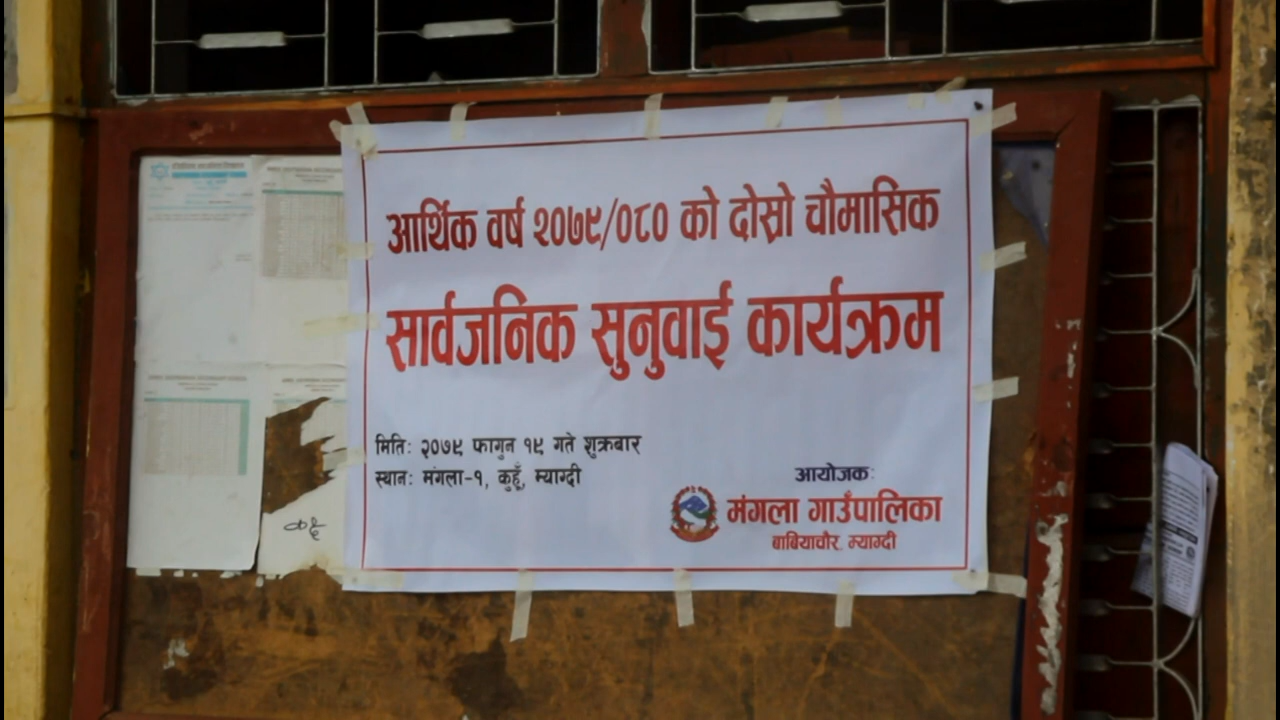 आर्थिक वर्ष २०७९/०८० को दोस्रो चौमासिक
सार्वजनिक सुनुवाई कार्यक्रम
मिति: २०७९ फागुन १९ गते शुक्रबार
स्थान: मंगला-१, कुहूँ, म्याग्दी
आयोजक:
मंगला गाउँपालिका
बाबियाचौर, म्याग्दी